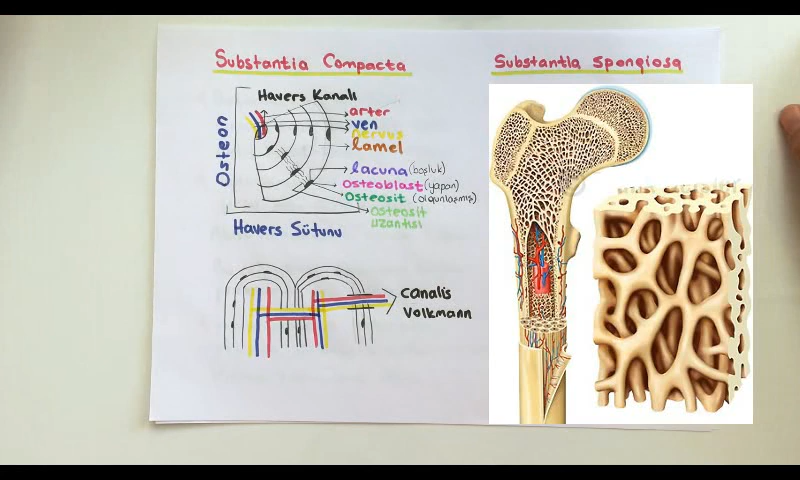 Substantia Compacta
Havers Kanalı
Osteon
arter
ven
nervus
lamel
lacuna (boşluk)
Osteoblast (yapan)
Osteosit (olgunlaşmış)
osteosit
uzantısı
Havers Sütunu
Canalis
Volkmann
Substantia Spongiosa